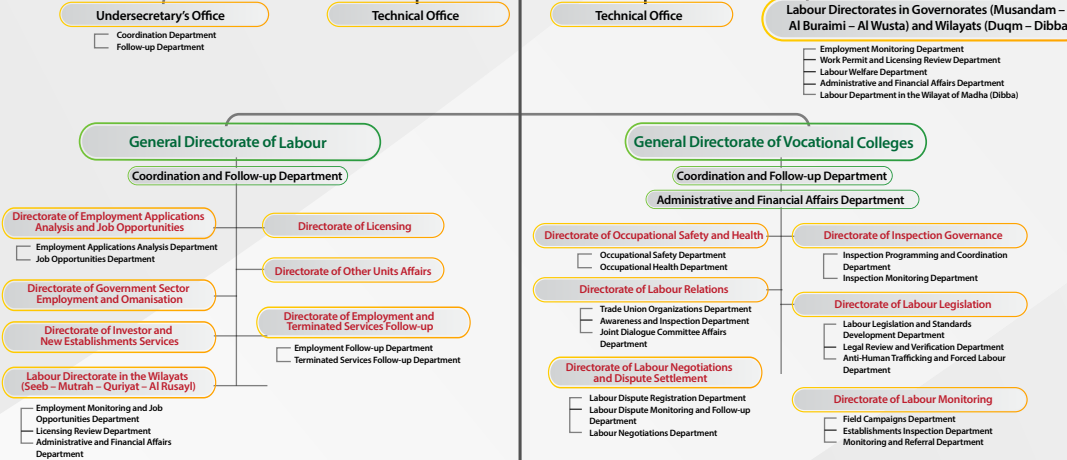 Undersecretary's Office
Coordination Department
Follow-up Department
Technical Office
Technical Office
Labour Directorates in Governorates (Musandam –
Al Buraimi – Al Wusta) and Wilayats (Duqm – Dibba
Employment Monitoring Department
Work Permit and Licensing Review Department
Labour Welfare Department
Administrative and Financial Affairs Department
Labour Department in the Wilayat of Madha (Dibba)
General Directorate of Labour
Coordination and Follow-up Department
Directorate of Employment Applications
Analysis and Job Opportunities
Employment Applications Analysis Department
Job Opportunities Department
Directorate of Government Sector
Employment and Omanisation
Directorate of Investor and
New Establishments Services
Labour Directorate in the Wilayats
(Seeb – Mutrah – Quriyat – Al Rusayl)
Employment Monitoring and Job
Opportunities Department
Licensing Review Department
Administrative and Financial Affairs
Department
Directorate of Licensing
Directorate of Other Units Affairs
Directorate of Employment and
Terminated Services Follow-up
Employment Follow-up Department
Terminated Services Follow-up Department
General Directorate of Vocational Colleges
Coordination and Follow-up Department
Administrative and Financial Affairs Department
Directorate of Occupational Safety and Health
Occupational Safety Department
Occupational Health Department
Directorate of Labour Relations
Trade Union Organizations Department
Awareness and Inspection Department
Joint Dialogue Committee Affairs
Department
Directorate of Labour Negotiations
and Dispute Settlement
Labour Dispute Registration Department
Labour Dispute Monitoring and Follow-up
Department
Labour Negotiations Department
Directorate of Inspection Governance
Inspection Programming and Coordination
Department
Inspection Monitoring Department
Directorate of Labour Legislation
Labour Legislation and Standards
Development Department
Legal Review and Verification Department
Anti-Human Trafficking and Forced Labour
Department
Directorate of Labour Monitoring
Field Campaigns Department
Establishments Inspection Department
Monitoring and Referral Department